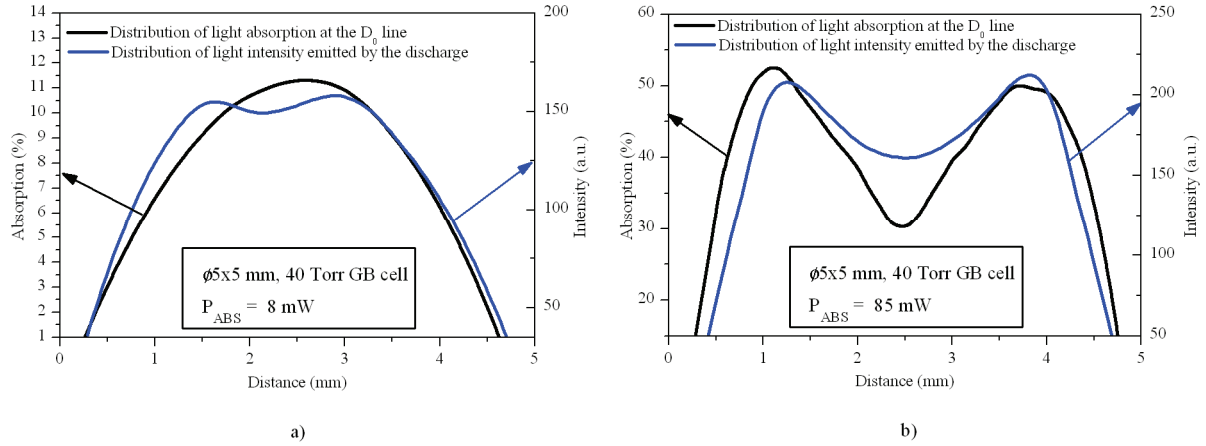 Distribution of light absorption at the D0 line
Distribution of light intensity emitted by the discharge
14
13
12
11
10
9
8
7
6
5
4
3
2
1
Absorption (%)
200
150
100
50
Intensity (a.u.)
ϕ5x5 mm, 40 Torr GB cell
PABS = 8 mW
0 1 2 3 4 5
Distance (mm)
a)
Distribution of light absorption at the D0 line
Distribution of light intensity emitted by the discharge
60
50
40
30
20
Absorption (%)
250
200
150
100
50
Intensity (a.u.)
ϕ5x5 mm, 40 Torr GB cell
PABS = 85 mW
0 1 2 3 4 5
Distance (mm)
b)